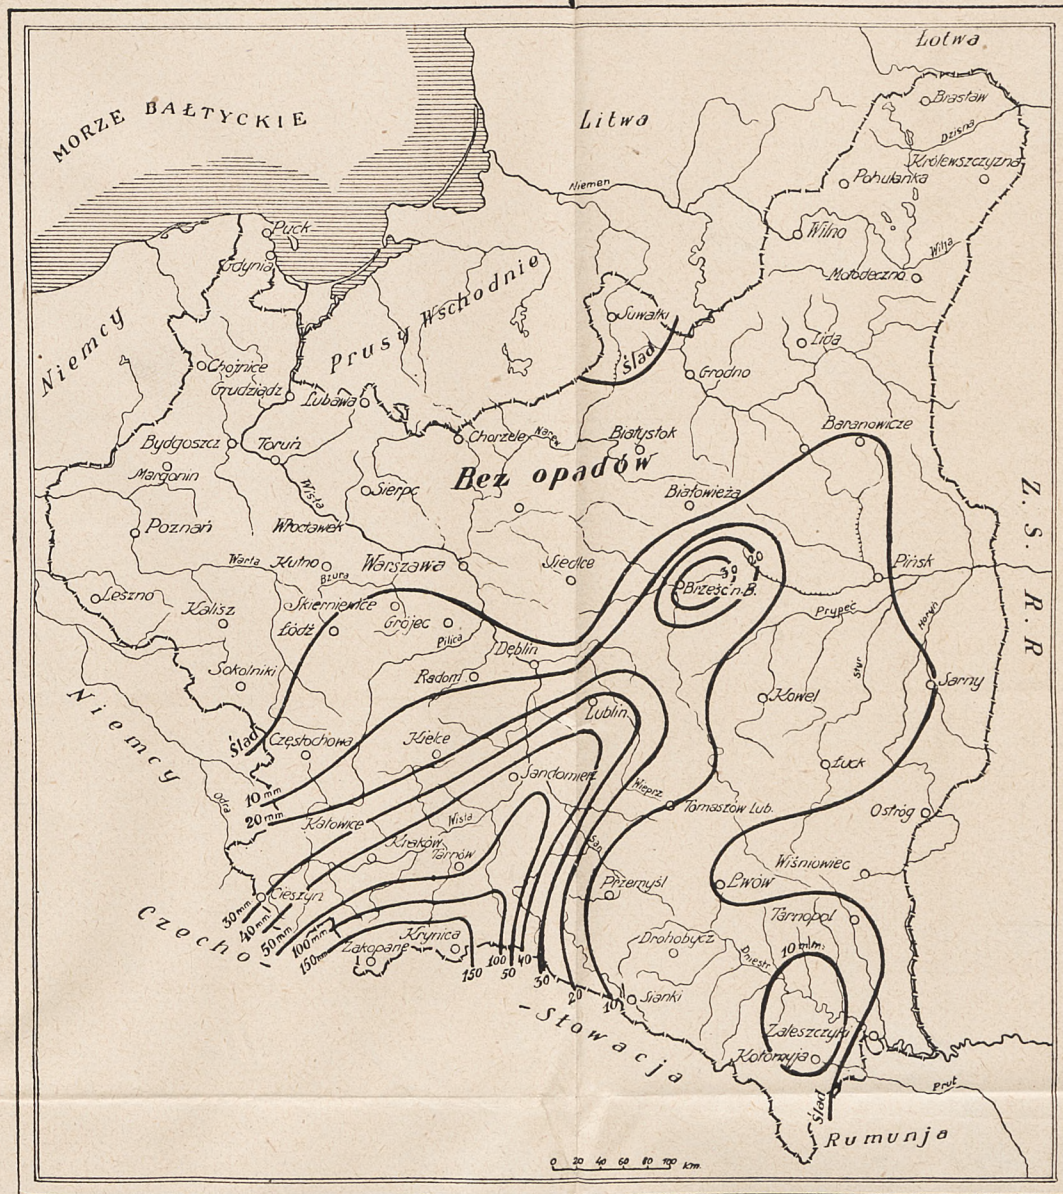 Łotwa
MORZE BAŁTYCKIE
Litwa
Brasław
Dzisna
Królewszczyzna
Pohulanka
Niemen
Puck
Wilno
Wilja
Gdynia
Mołodeczno
Prusy Wschodnie
Niemcy
Suwałki
Ślad
Lida
Chojnice
Grodno
Grudziądz
Lubawa
Baranowicze
Bydgoszcz
Toruń
Chorzele
Narew
Białystok
Margonin
Bez opadów
Wisła
Sierpc
Białowieża
Z. S. R. R
Poznań
Włocławek
Warta
Kutno
Bzura
Warszawa
Siedlce
Pińsk
30
50
Brześć n.B.
Leszno
Kalisz
Skierniewice
Łódź
Grójec
Pilica
Prypeć
Horyń
Dęblin
Styr
Sokolniki
Radom
Kowel
Sarny
Niemcy
Lublin
Ślad
Częstochowa
Kielce
Sandomierz
Łuck
Odra
10 mm
Wieprz
Tomaszów Lub.
Ostróg
20 mm
Katowice
Wisła
Kraków
Tarnów
San
Wiśniowiec
Cieszyn
Przemyśl
Lwów
30 mm
40 mm
50 mm
100 mm
150 mm
Tarnopol
Czecho-
Zakopane
Krynica
Drohobycz
Dniestr
10 mm.
150
100
50
40
30
20
10
Sianki
-Słowacja
Zaleszczyki
Kołomyja
Prut
Ślad
Rumunja
0 20 40 60 80 100 km.